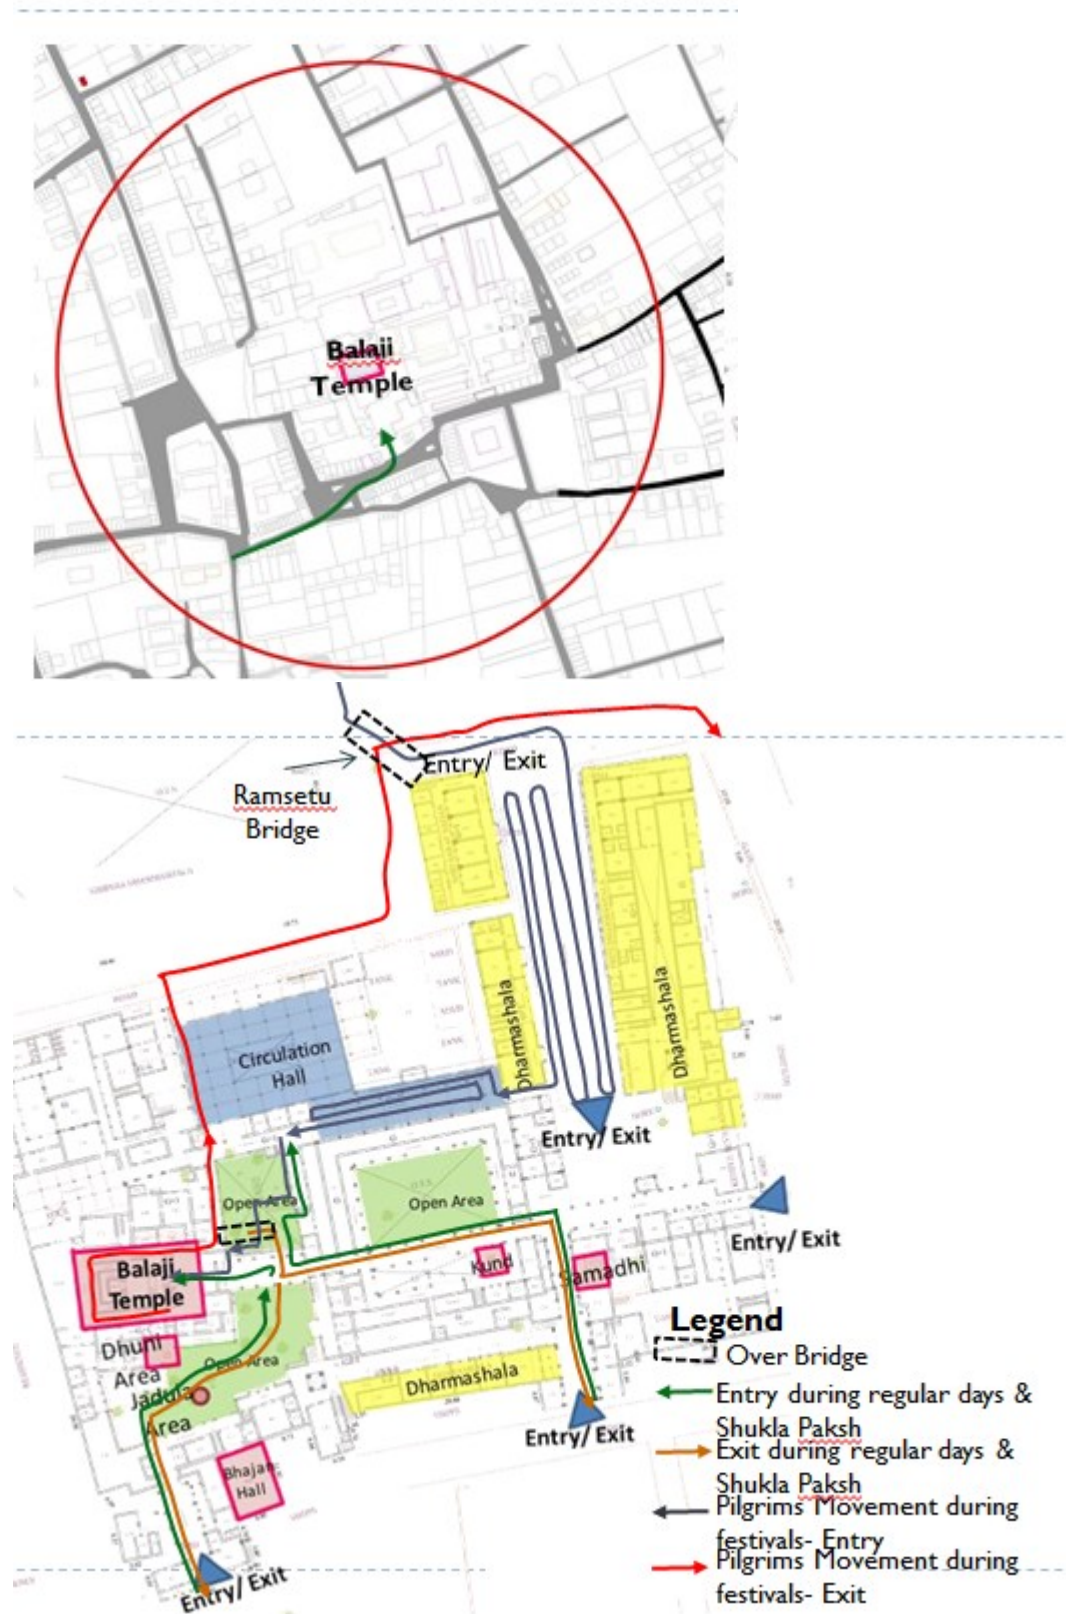 Balaji
Temple
Entry/ Exit
Ramsetu
Bridge
Dharmashala
Dharmashala
Circulation
Hall
Entry/ Exit
Open Area
Open Area
Entry/ Exit
Balaji
Temple
Kund
Samadhi
Dhuni
Area
Open Area
Jadula
Area
Dharmashala
Entry/ Exit
Bhajan
Hall
Entry/ Exit
Legend
Over Bridge
Entry during regular days &
Shukla Paksh
Exit during regular days &
Shukla Paksh
Pilgrims Movement during
festivals- Entry
Pilgrims Movement during
festivals- Exit